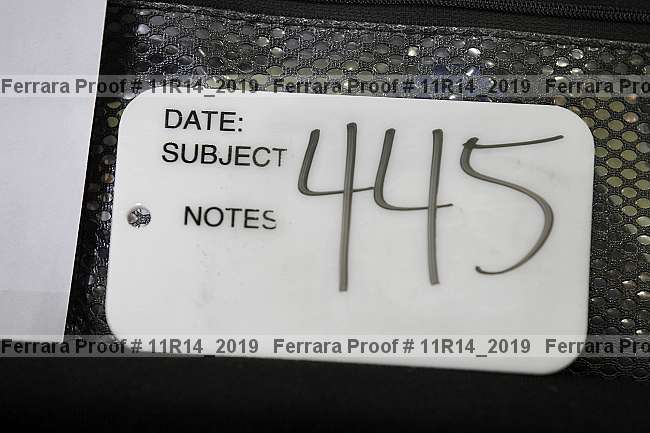 Ferrara Proof # 11R14_2019 Ferrara Proof # 11R14_2019 Ferrara Pro
DATE:
SUBJECT 445
NOTES
Ferrara Proof # 11R14_2019 Ferrara Proof # 11R14_2019 Ferrara Pro